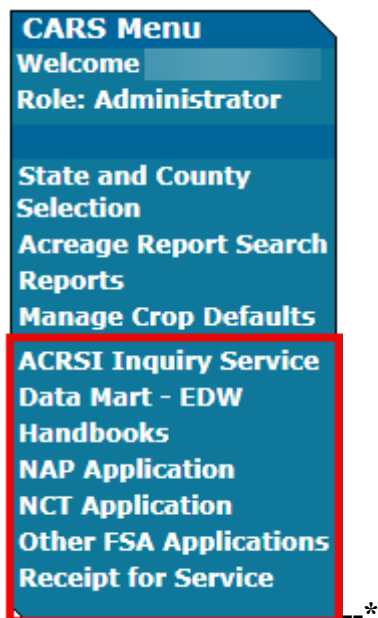 CARS Menu
Welcome
Role: Administrator
State and County
Selection
Acreage Report Search
Reports
Manage Crop Defaults
ACRSI Inquiry Service
Data Mart - EDW
Handbooks
NAP Application
NCT Application
Other FSA Applications
Receipt for Service
--*